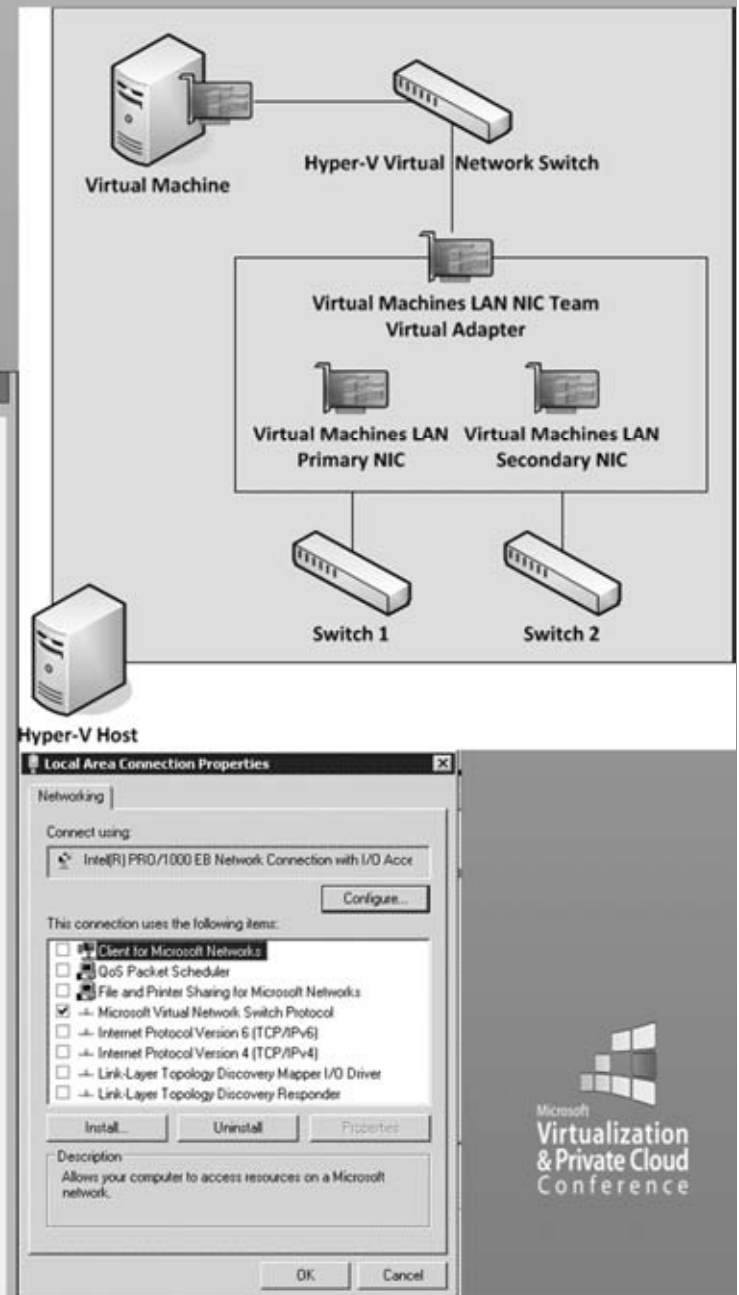 Virtual Machine
Hyper-V Virtual Network Switch
Virtual Machines LAN NIC Team
Virtual Adapter
Virtual Machines LAN
Primary NIC
Virtual Machines LAN
Secondary NIC
Switch 1
Switch 2
Hyper-V Host
Local Area Connection Properties
Networking
Connect using:
Intel(R) PRO/1000 EB Network Connection with I/O Acce
Configure...
This connection uses the following items:
Client for Microsoft Networks
QoS Packet Scheduler
File and Printer Sharing for Microsoft Networks
Microsoft Virtual Network Switch Protocol
Internet Protocol Version 6 (TCP/IPv6)
Internet Protocol Version 4 (TCP/IPv4)
Link-Layer Topology Discovery Mapper I/O Driver
Link-Layer Topology Discovery Responder
Install...
Uninstall
Properties
Description
Allows your computer to access resources on a Microsoft
network.
OK
Cancel
Microsoft
Virtualization
& Private Cloud
Conference